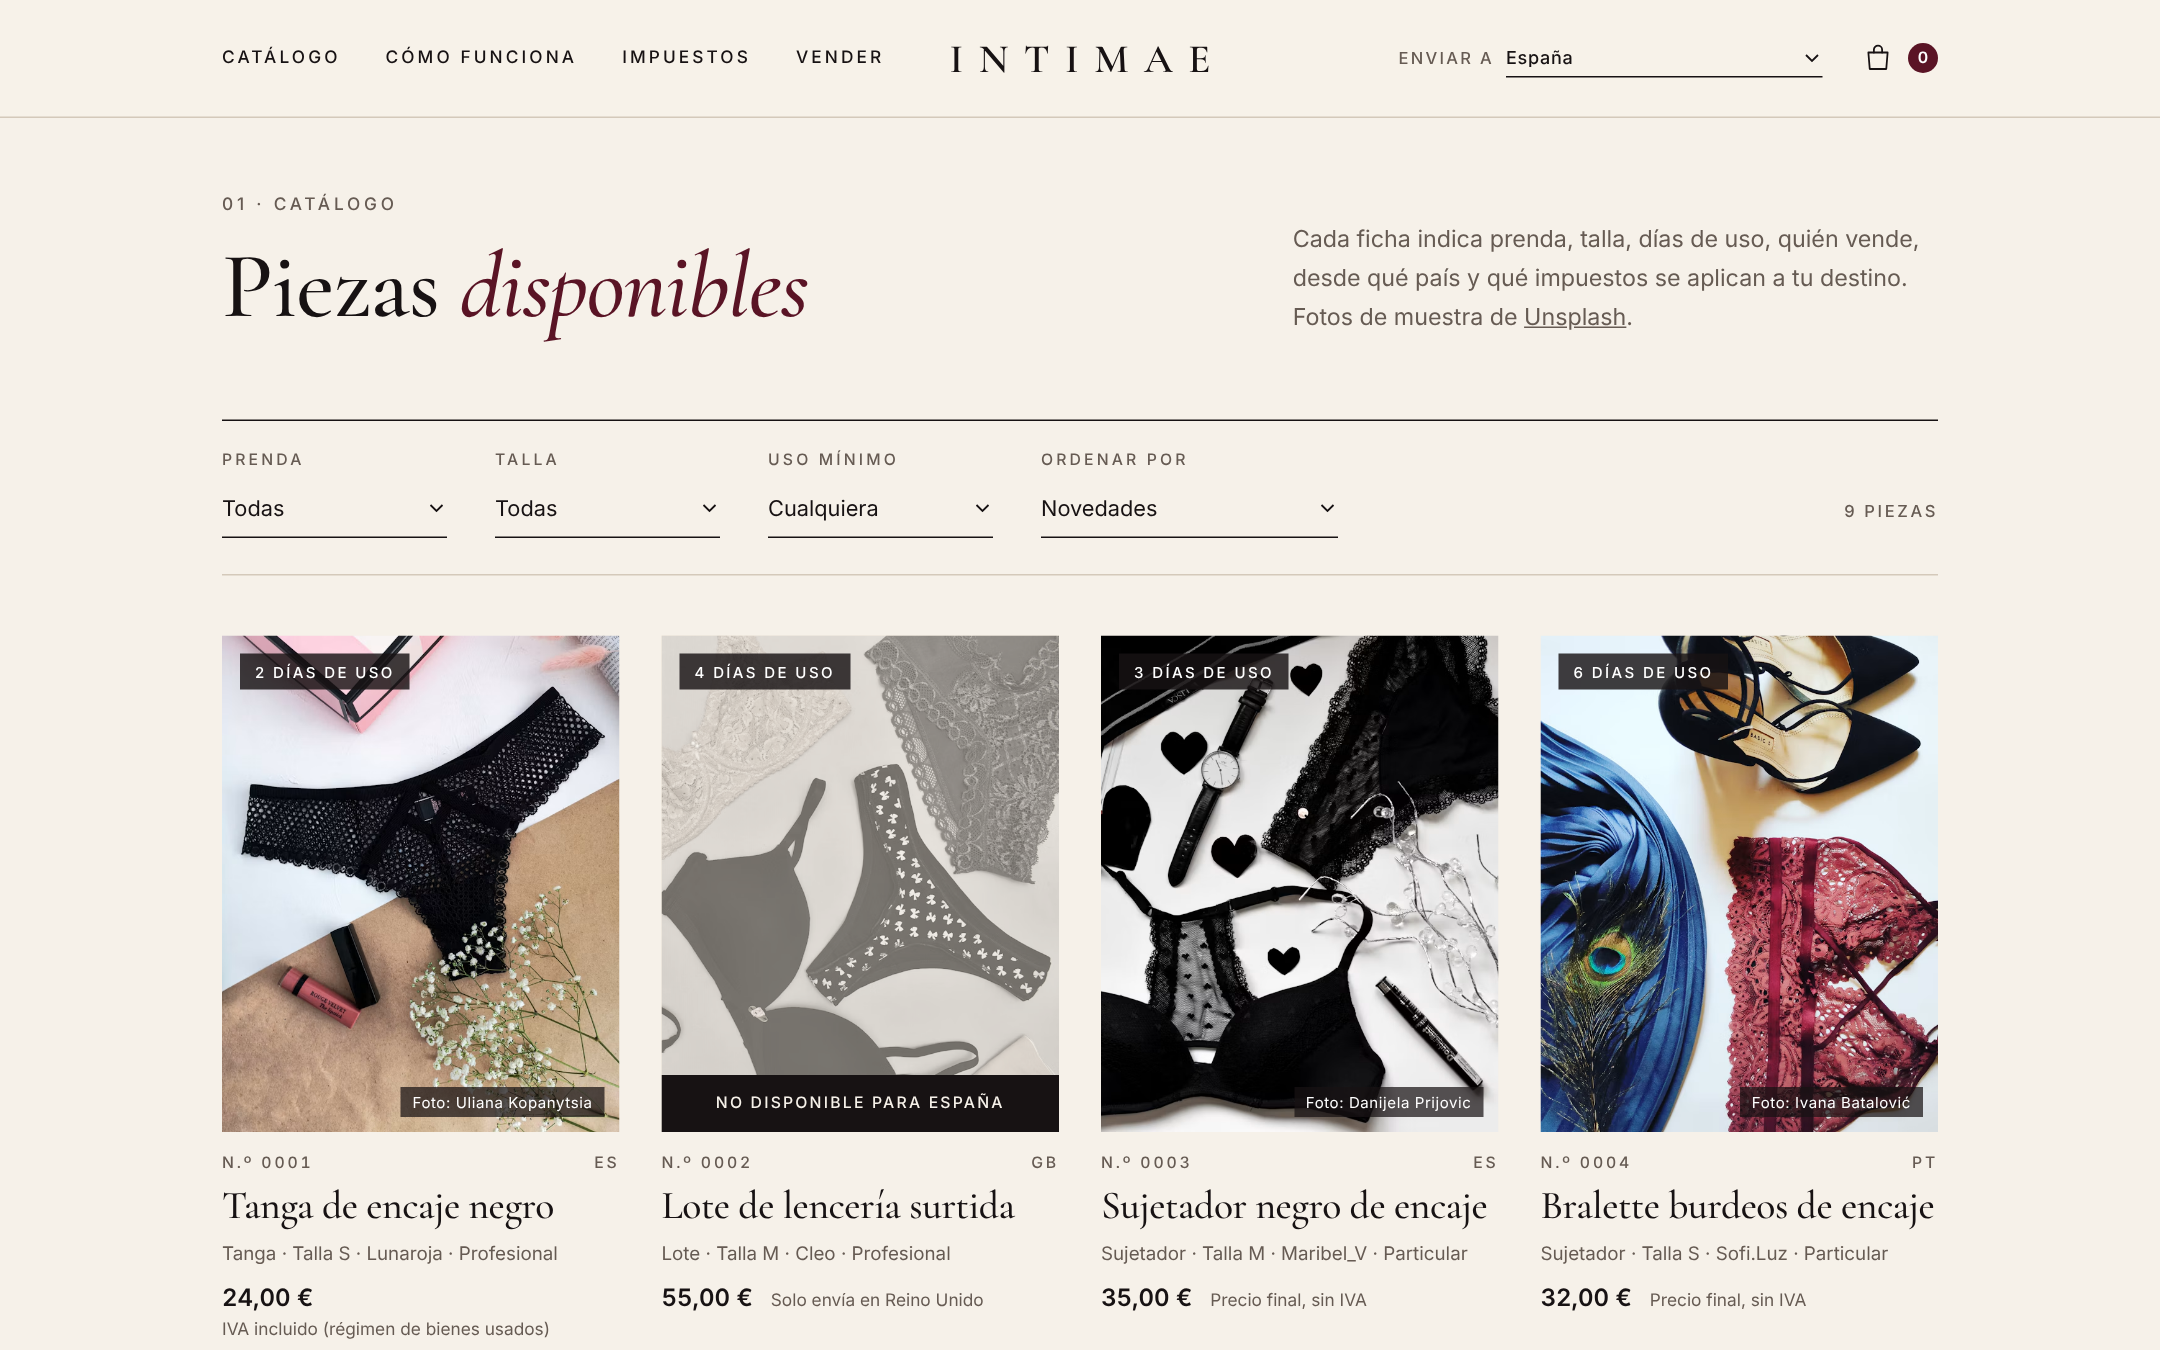 CATÁLOGO CÓMO FUNCIONA IMPUESTOS VENDER INTIMAE ENVIAR A España 0
01 · CATÁLOGO
Piezas disponibles
Cada ficha indica prenda, talla, días de uso, quién vende,
desde qué país y qué impuestos se aplican a tu destino.
Fotos de muestra de Unsplash.
PRENDA TALLA USO MÍNIMO ORDENAR POR
Todas Todas Cualquiera Novedades 9 PIEZAS
2 DÍAS DE USO
Foto: Uliana Kopanytsia
N.º 0001 ES
Tanga de encaje negro
Tanga · Talla S · Lunaroja · Profesional
24,00 €
IVA incluido (régimen de bienes usados)
4 DÍAS DE USO
NO DISPONIBLE PARA ESPAÑA
N.º 0002 GB
Lote de lencería surtida
Lote · Talla M · Cleo · Profesional
55,00 € Solo envía en Reino Unido
3 DÍAS DE USO
Foto: Danijela Prijovic
N.º 0003 ES
Sujetador negro de encaje
Sujetador · Talla M · Maribel_V · Particular
35,00 € Precio final, sin IVA
6 DÍAS DE USO
Foto: Ivana Batalović
N.º 0004 PT
Bralette burdeos de encaje
Sujetador · Talla S · Sofi.Luz · Particular
32,00 € Precio final, sin IVA